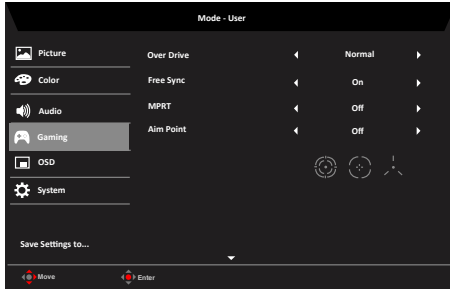 Mode - User
Picture
Over Drive Normal
Color
Free Sync On
Audio
MPRT Off
Gaming
Aim Point Off
OSD
System
Save Settings to...
Move Enter